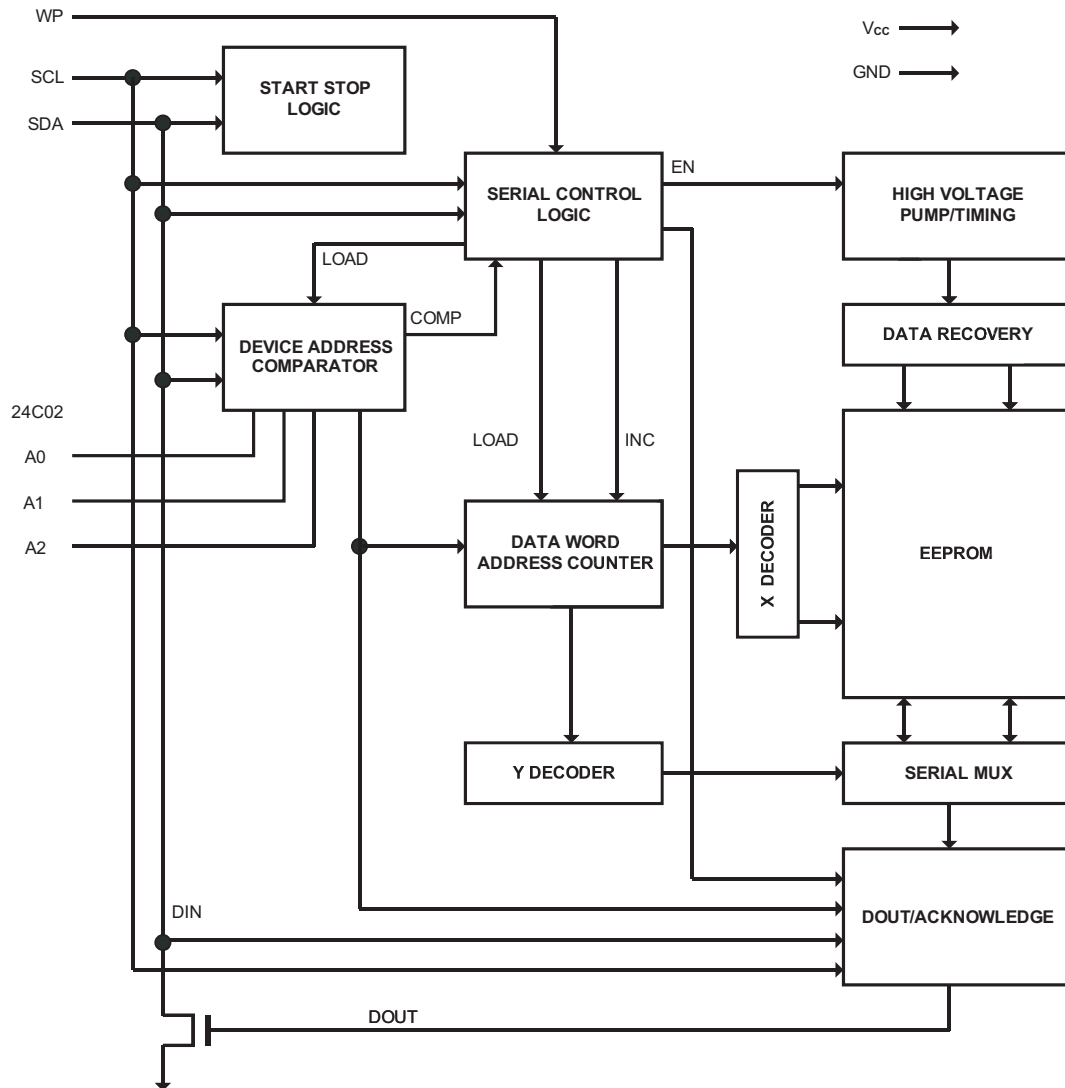 WP
Vcc
SCL
GND
START STOP
LOGIC
SDA
SERIAL CONTROL
LOGIC
EN
HIGH VOLTAGE
PUMP/TIMING
LOAD
COMP
DEVICE ADDRESS
COMPARATOR
DATA RECOVERY
24C02
A0
A1
A2
LOAD
INC
DATA WORD
ADDRESS COUNTER
X DECODER
EEPROM
Y DECODER
SERIAL MUX
DIN
DOUT/ACKNOWLEDGE
DOUT